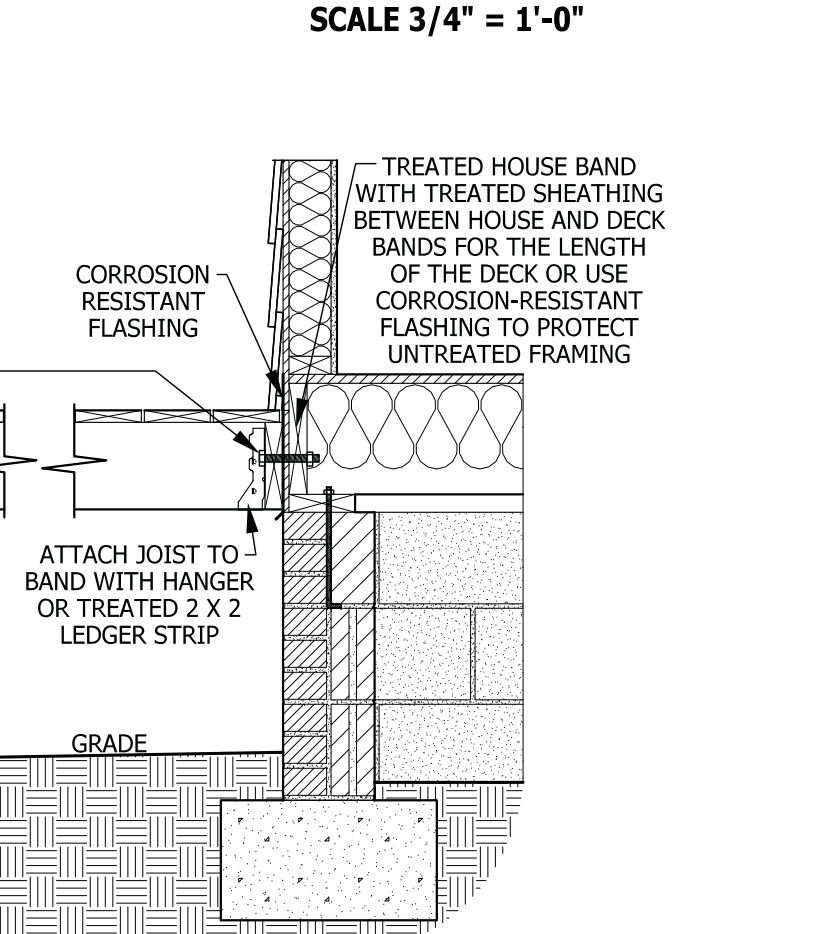 SCALE 3/4" = 1'-0"
TREATED HOUSE BAND
WITH TREATED SHEATHING
BETWEEN HOUSE AND DECK
BANDS FOR THE LENGTH
OF THE DECK OR USE
CORROSION-RESISTANT
FLASHING TO PROTECT
UNTREATED FRAMING
CORROSION
RESISTANT
FLASHING
ATTACH JOIST TO
BAND WITH HANGER
OR TREATED 2 X 2
LEDGER STRIP
GRADE